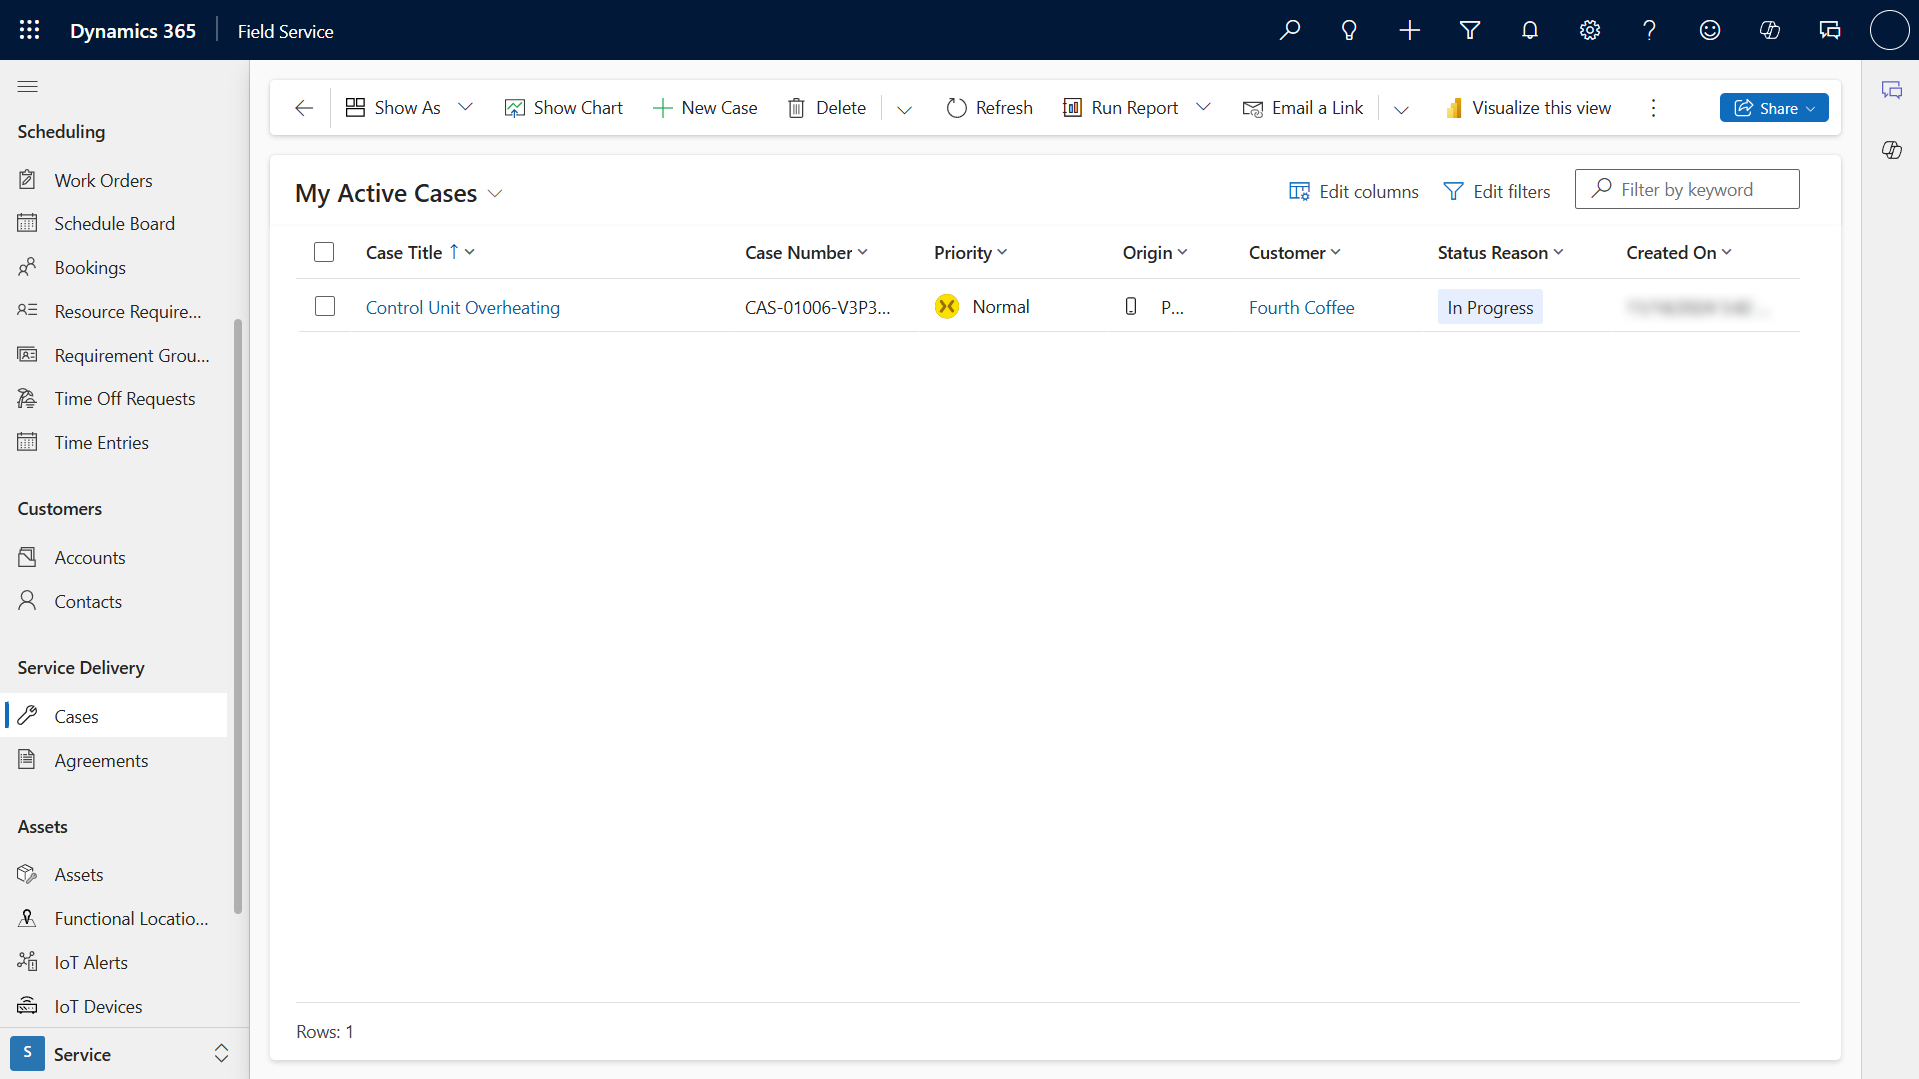 Dynamics 365
Field Service
Show As
Show Chart
New Case
Delete
Refresh
Run Report
Email a Link
Visualize this view
Share
Scheduling
Work Orders
Schedule Board
Bookings
Resource Require...
Requirement Grou...
Time Off Requests
Time Entries
Customers
Accounts
Contacts
Service Delivery
Cases
Agreements
Assets
Assets
Functional Locatio...
IoT Alerts
IoT Devices
S Service
My Active Cases
Edit columns
Edit filters
Filter by keyword
Case Title Case Number Priority Origin Customer Status Reason Created On
Control Unit Overheating CAS-01006-V3P3... Normal P... Fourth Coffee In Progress
Rows: 1